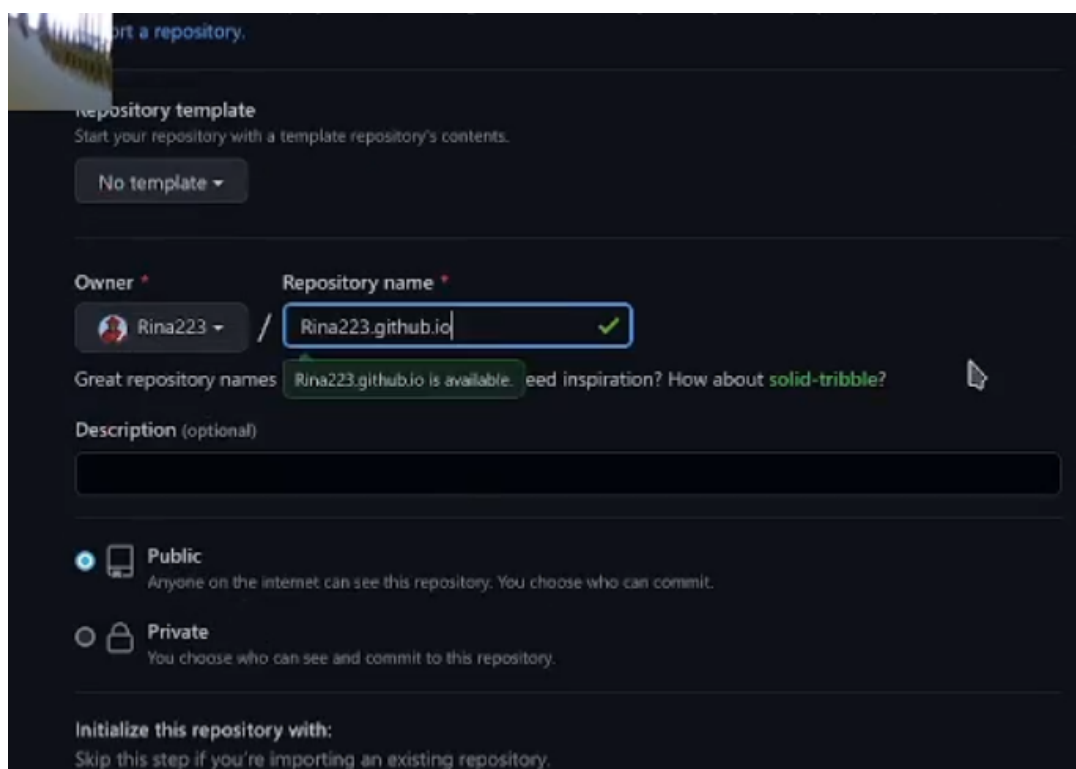 ort a repository.
Repository template
Start your repository with a template repository's contents.
No template
Owner *
Repository name *
Rina223 / Rina223.github.io
Great repository names Rina223.github.io is available. eed inspiration? How about solid-tribble?
Description (optional)
Public
Anyone on the internet can see this repository. You choose who can commit.
Private
You choose who can see and commit to this repository.
Initialize this repository with:
Skip this step if you're importing an existing repository.